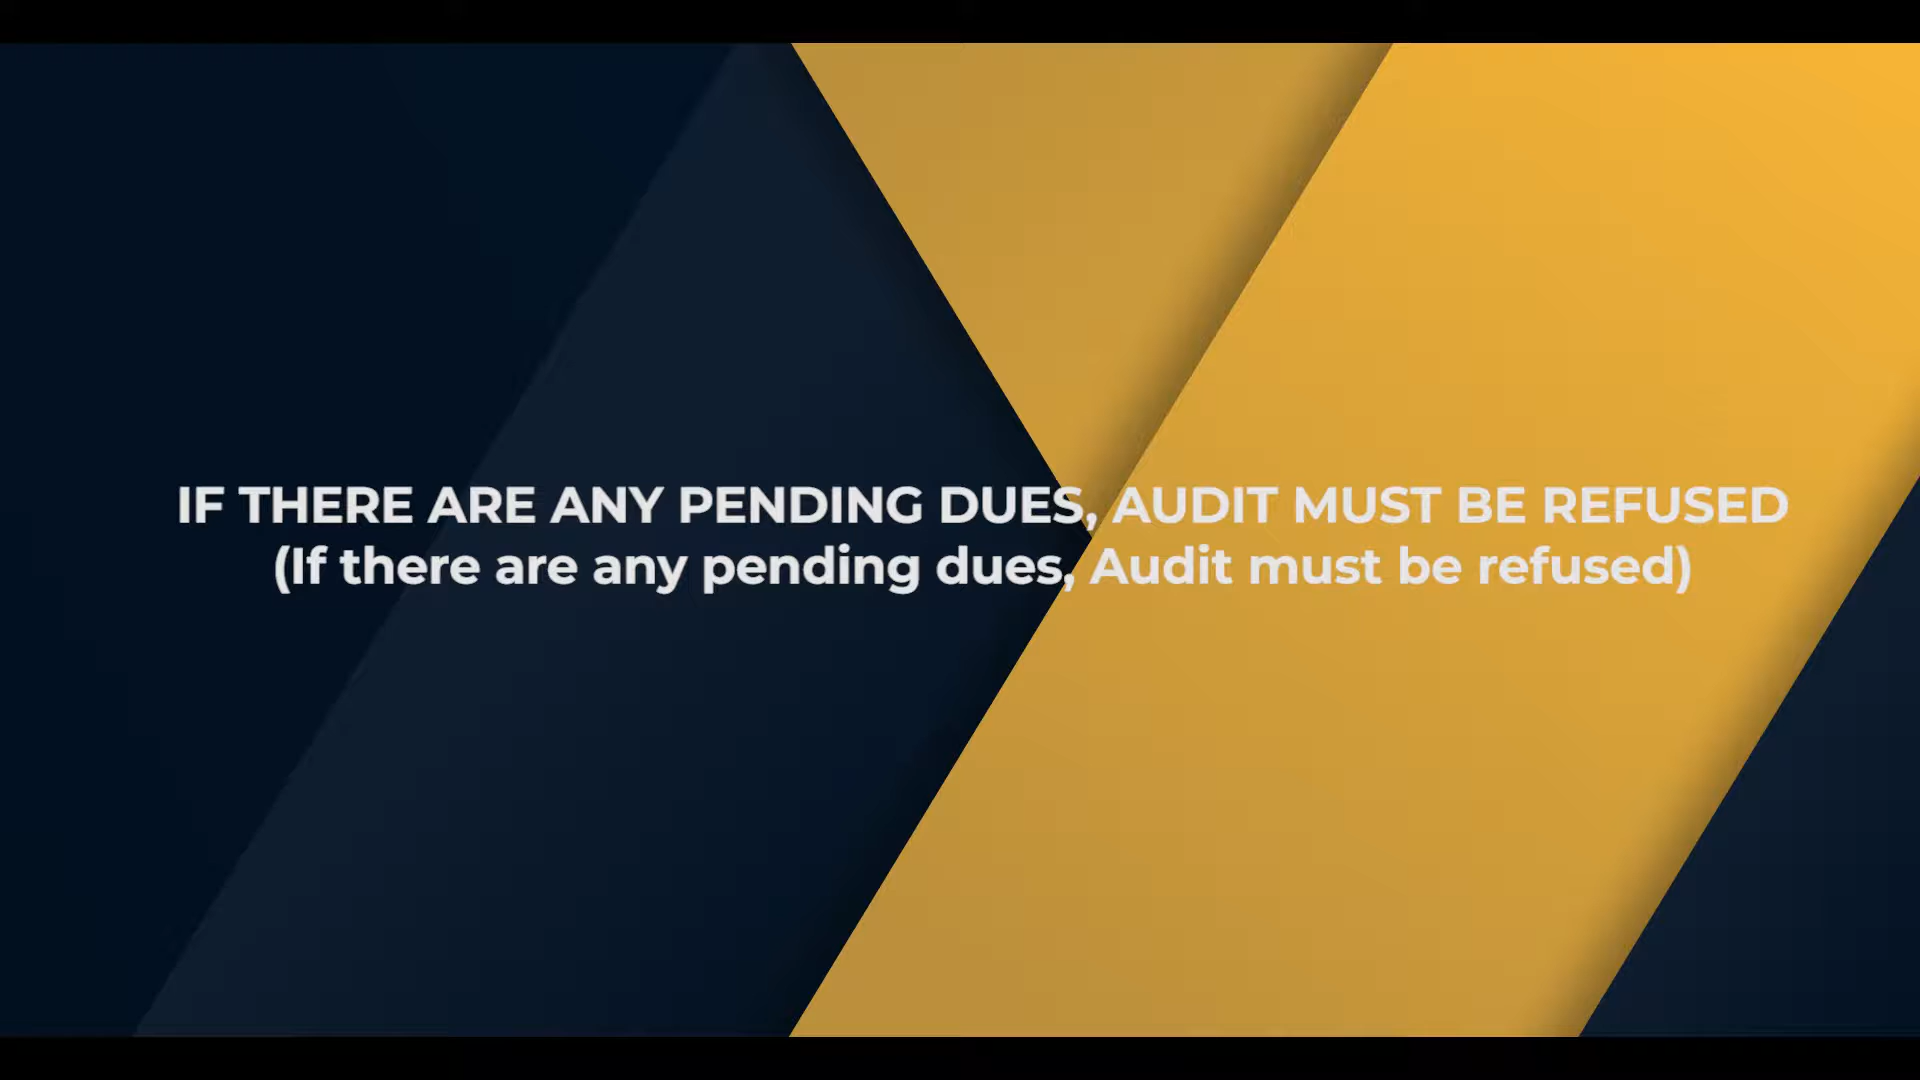 IF THERE ARE ANY PENDING DUES, AUDIT MUST BE REFUSED
(If there are any pending dues, Audit must be refused)